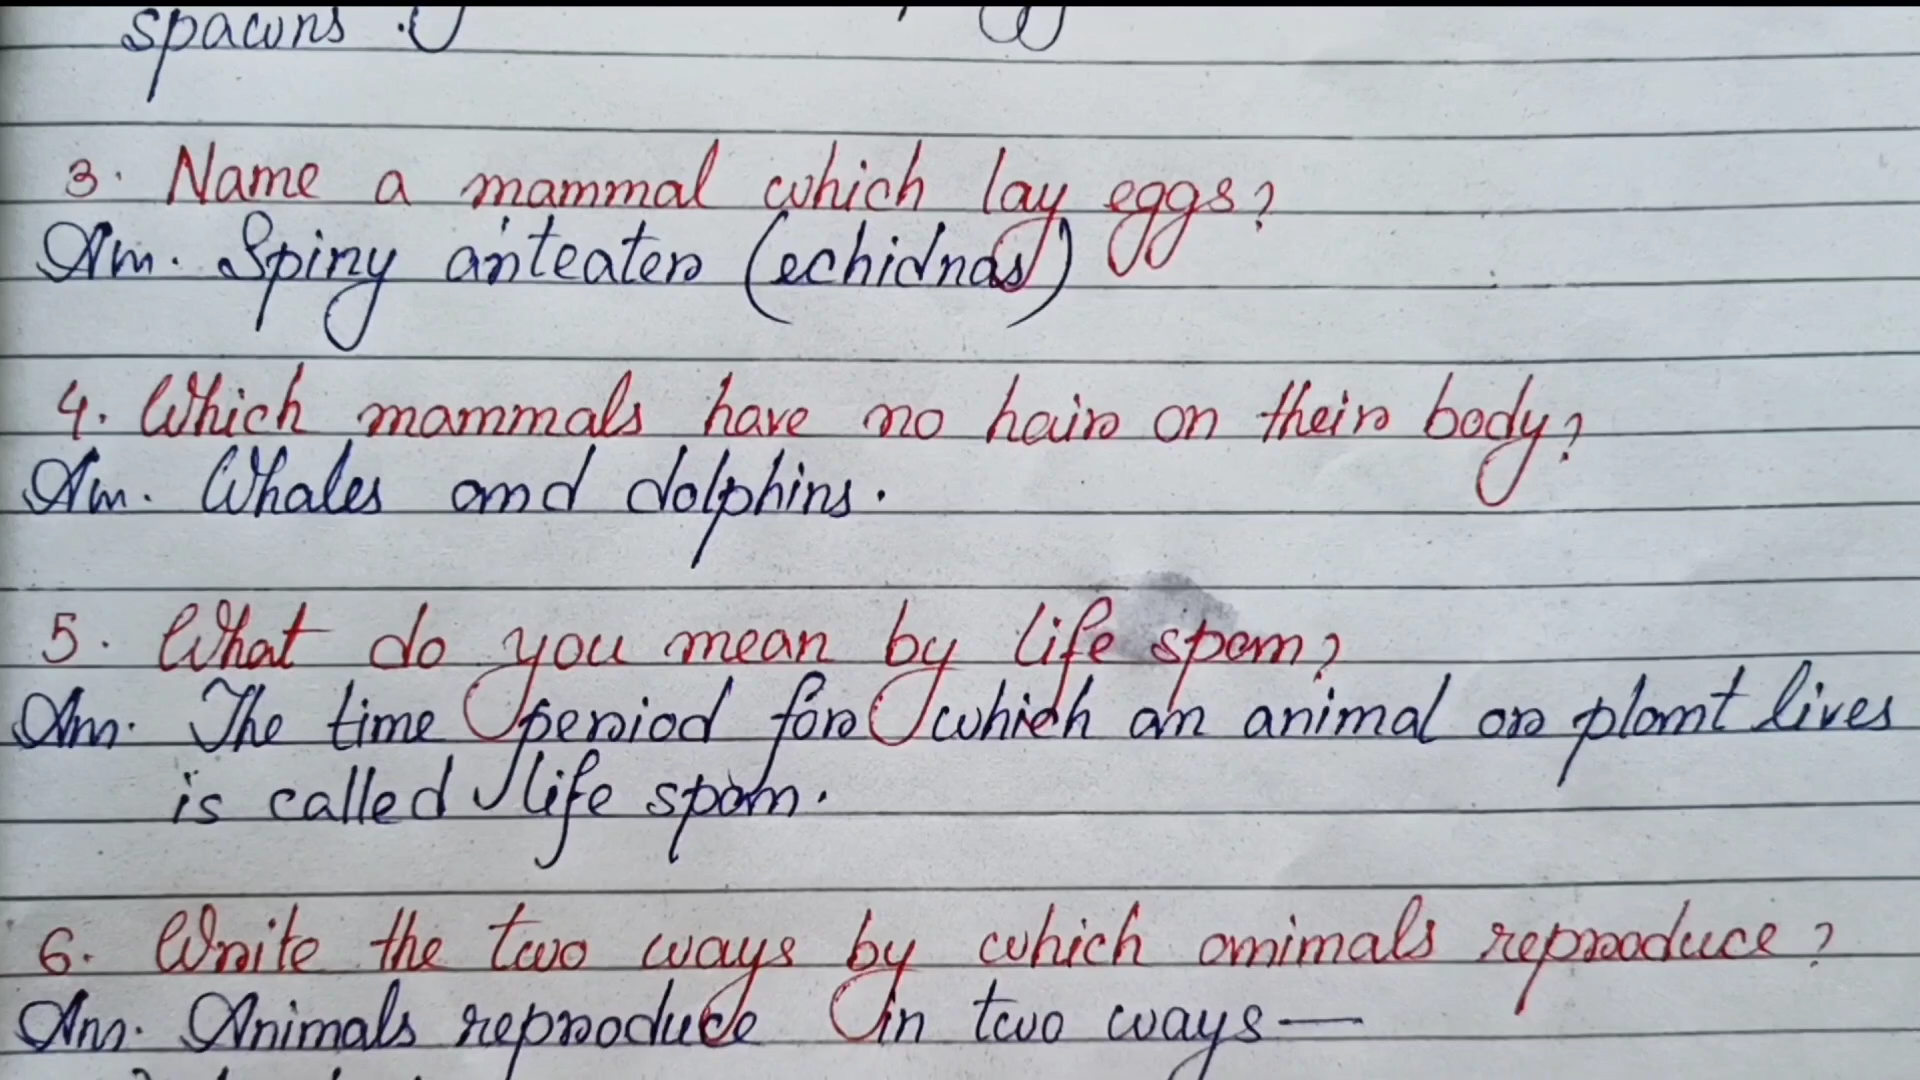 spawns.
3. Name a mammal which lay eggs?
Ans. Spiny anteater (echidnas)
4. Which mammals have no hair on their body?
Ans. Whales and dolphins.
5. What do you mean by life span?
Ans. The time period for which an animal or plant lives
is called life span.
6. Write the two ways by which animals reproduce?
Ans. Animals reproduce in two ways—